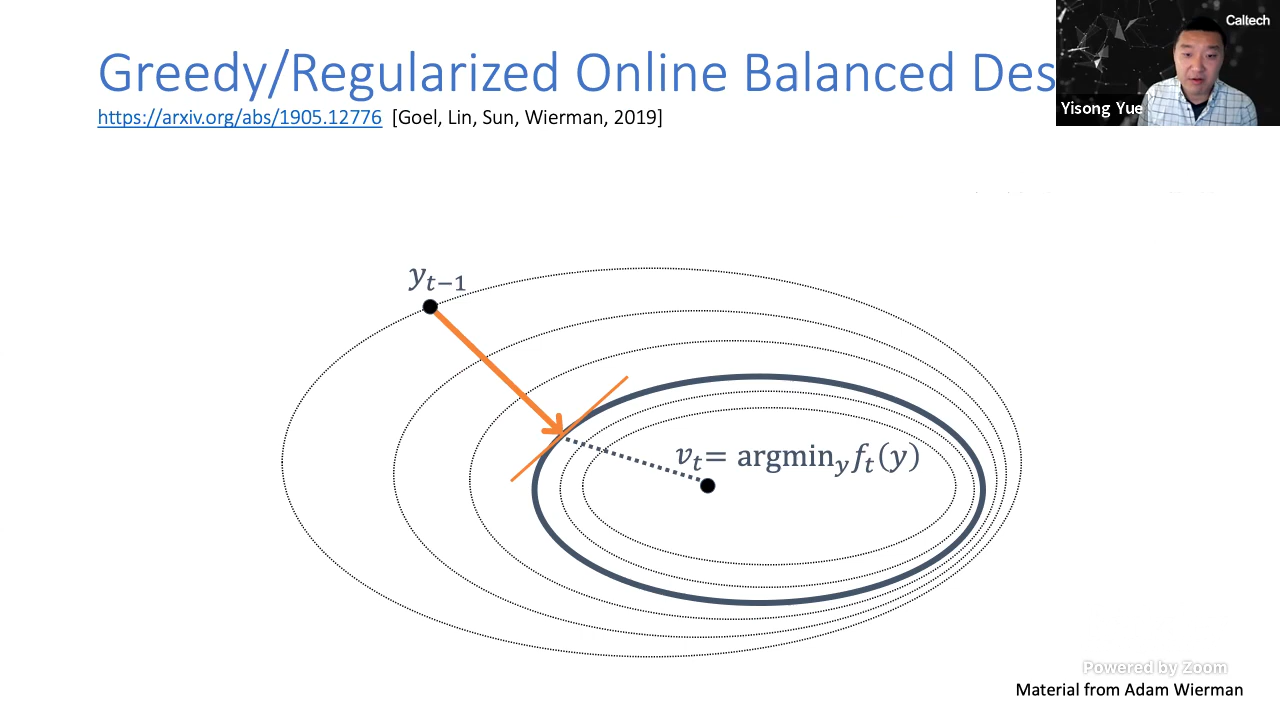 Greedy/Regularized Online Balanced Des
https://arxiv.org/abs/1905.12776 [Goel, Lin, Sun, Wierman, 2019]
Caltech
Yisong Yue
y_{t−1}
v_t = argmin_y f_t(y)
Powered by Zoom
Material from Adam Wierman